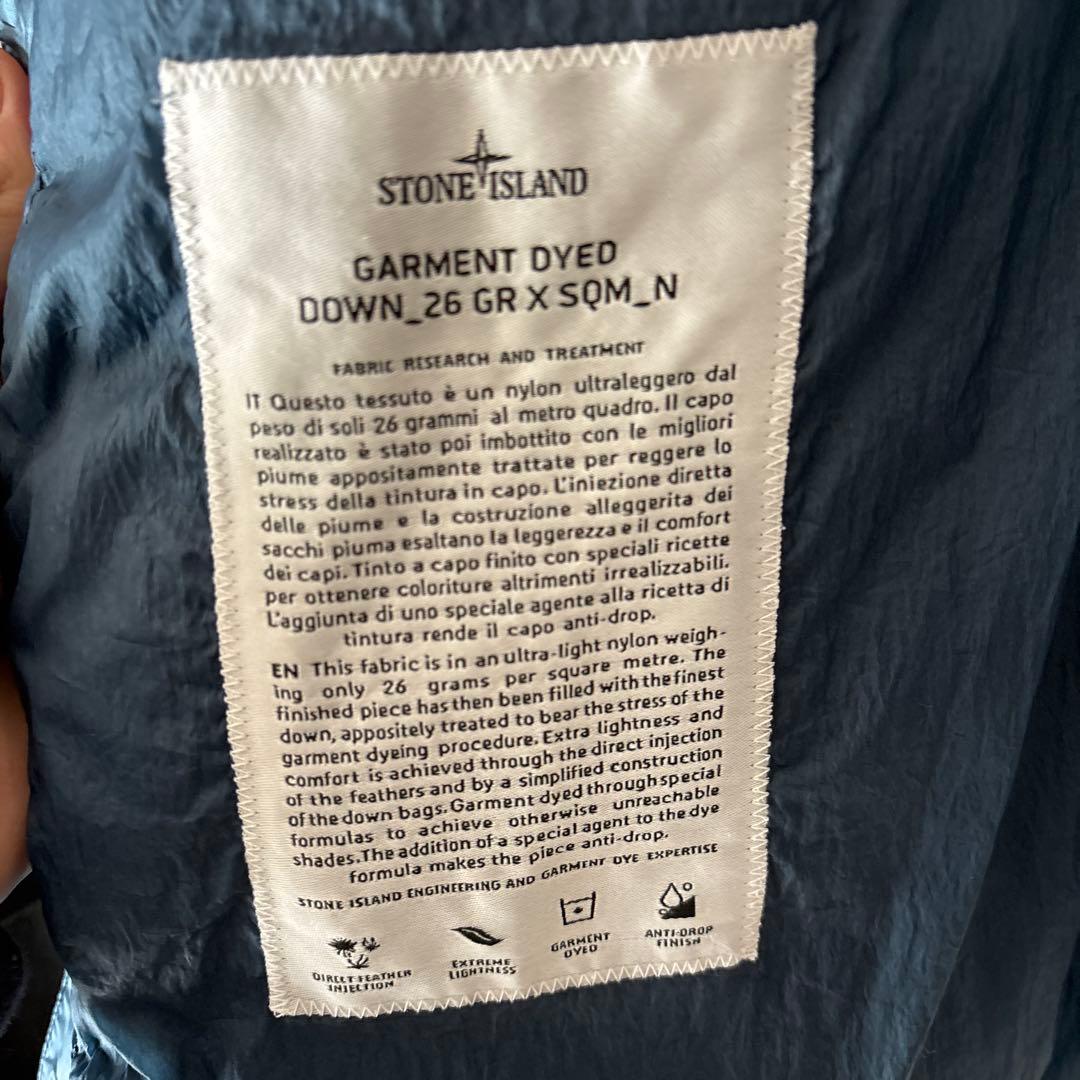 STONE ISLAND
GARMENT DYED
DOWN_26 GR X SQM_N
FABRIC RESEARCH AND TREATMENT
IT Questo tessuto è un nylon ultraleggero dal
peso di soli 26 grammi al metro quadro. Il capo
realizzato è stato poi imbottito con le migliori
piume appositamente trattate per reggere lo
stress della tintura in capo. L'iniezione diretta
delle piume e la costruzione alleggerita dei
sacchi piuma esaltano la leggerezza e il comfort
dei capi. Tinto a capo finito con speciali ricette
per ottenere coloriture altrimenti irrealizzabili.
L'aggiunta di uno speciale agente alla ricetta di
tintura rende il capo anti-drop.
EN This fabric is in an ultra-light nylon weigh-
ing only 26 grams per square metre. The
finished piece has then been filled with the finest
down, appositely treated to bear the stress of the
garment dyeing procedure. Extra lightness and
comfort is achieved through the direct injection
of the feathers and by a simplified construction
of the down bags. Garment dyed through special
formulas to achieve otherwise unreachable
shades. The addition of a special agent to the dye
formula makes the piece anti-drop.
STONE ISLAND ENGINEERING AND GARMENT DYE EXPERTISE
DIRECT FEATHER
INJECTION
EXTREME
LIGHTNESS
GARMENT
DYED
ANTI-DROP
FINISH